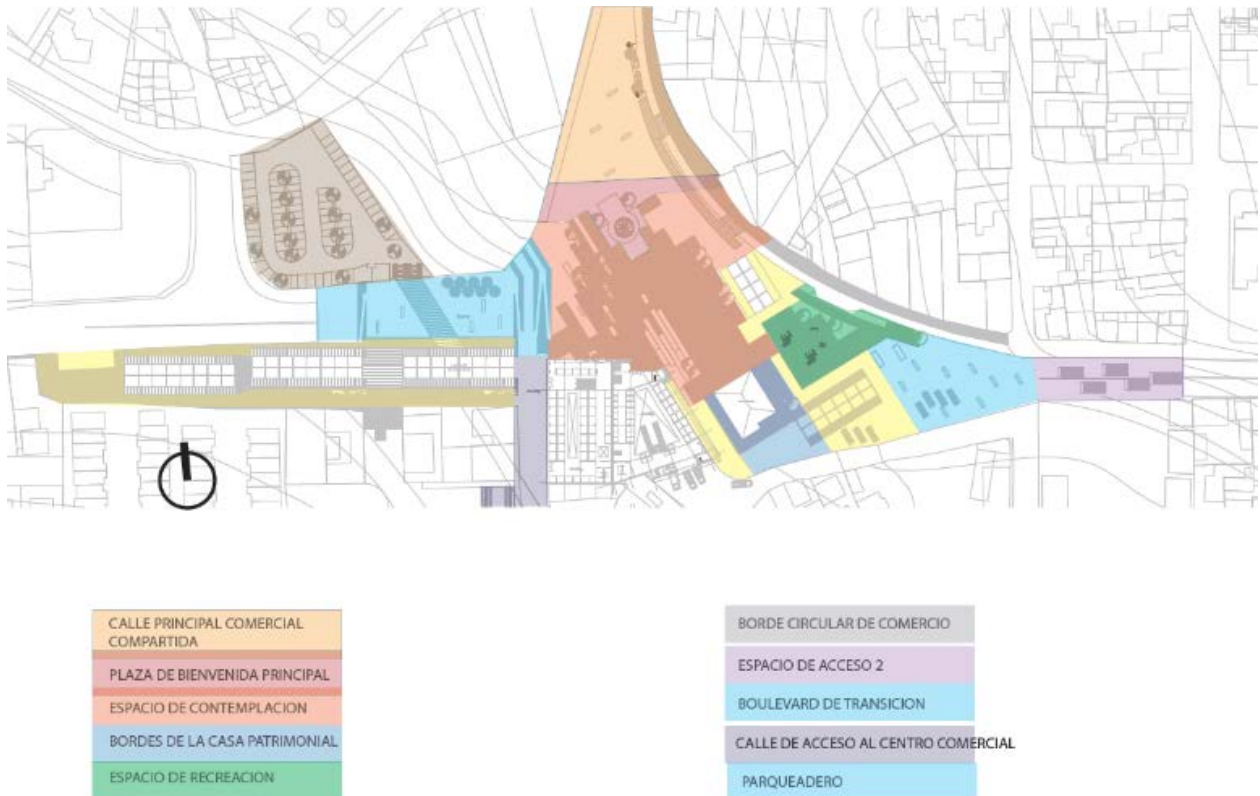 CALLE PRINCIPAL COMERCIAL
COMPARTIDA
PLAZA DE BIENVENIDA PRINCIPAL
ESPACIO DE CONTEMPLACION
BORDES DE LA CASA PATRIMONIAL
ESPACIO DE RECREACION
BORDE CIRCULAR DE COMERCIO
ESPACIO DE ACCESO 2
BOULEVARD DE TRANSICION
CALLE DE ACCESO AL CENTRO COMERCIAL
PARQUEADERO